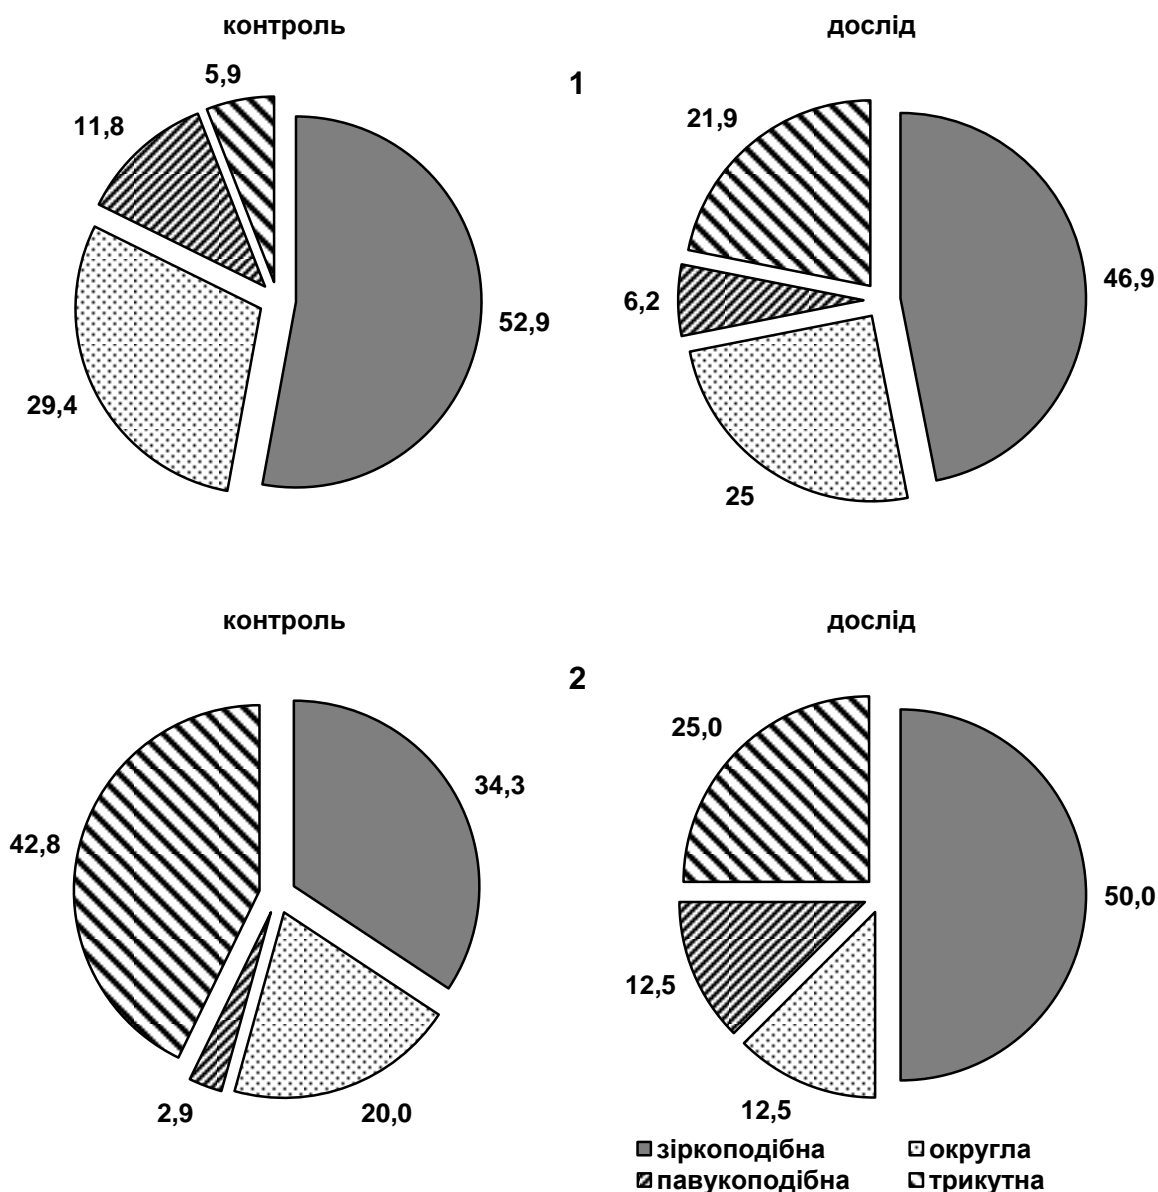 контроль
дослід
1
5,9
11,8
52,9
29,4
21,9
46,9
6,2
25
контроль
дослід
2
34,3
42,8
2,9
20,0
25,0
50,0
12,5
12,5
зіркоподібна
округла
павукоподібна
трикутна